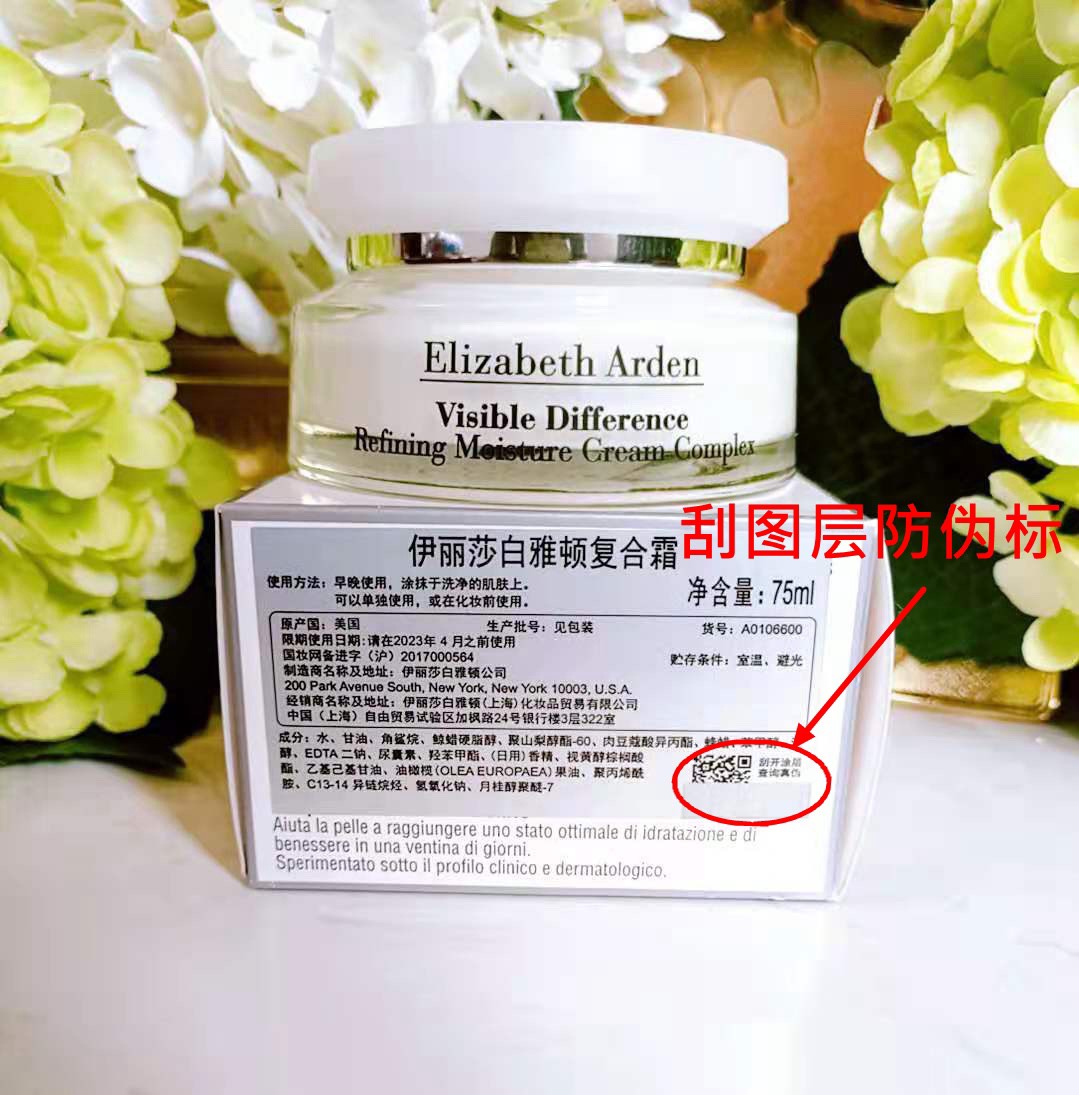 Elizabeth Arden
Visible Difference
Refining Moisture Cream Complex
刮图层防伪标
伊丽莎白雅顿复合霜
使用方法：早晚使用，涂抹于洗净的肌肤上。
可以单独使用，或在化妆前使用。
净含量：75ml
原产国：美国 生产批号：见包装 货号：A0106600
限期使用日期:请在2023年 4 月之前使用
国妆网备进字（沪）2017000564
贮存条件：室温、避光
制造商名称及地址：伊丽莎白雅顿公司
200 Park Avenue South, New York, New York 10003, U.S.A.
经销商名称及地址：伊丽莎白雅顿(上海)化妆品贸易有限公司
中国（上海）自由贸易试验区加枫路24号银行楼3层322室
成分：水、甘油、角鲨烷、鲸蜡硬脂醇、聚山梨醇酯-60、肉豆蔻酸异丙酯、蜂蜡、苯甲醇、
醇、EDTA 二钠、尿囊素、羟苯甲酯、(日用)香精、视黄醇棕榈酸
酯、乙基己基甘油、油橄榄(OLEA EUROPAEA)果油、聚丙烯酰
胺、C13-14 异链烷烃、氢氧化钠、月桂醇聚醚-7
刮开涂层
查询真伪
Aiuta la pelle a raggiungere uno stato ottimale di idratazione e di
benessere in una ventina di giorni.
Sperimentato sotto il profilo clinico e dermatologico.